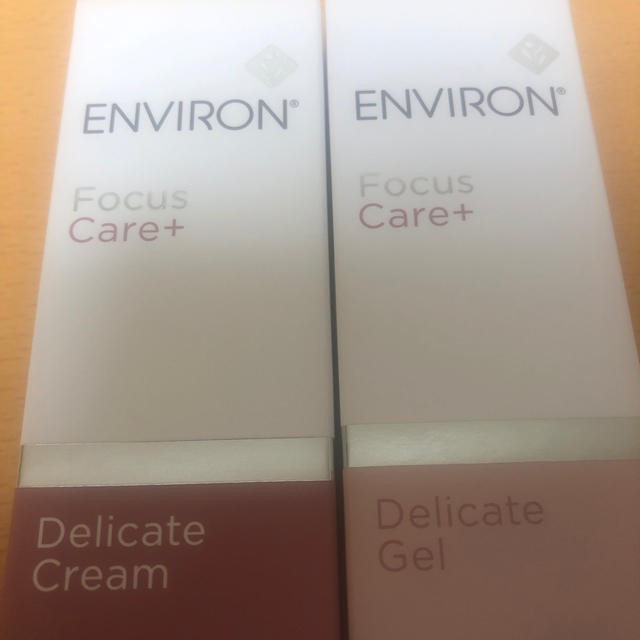 ENVIRON®
Focus
Care+
Delicate
Cream
ENVIRON®
Focus
Care+
Delicate
Gel